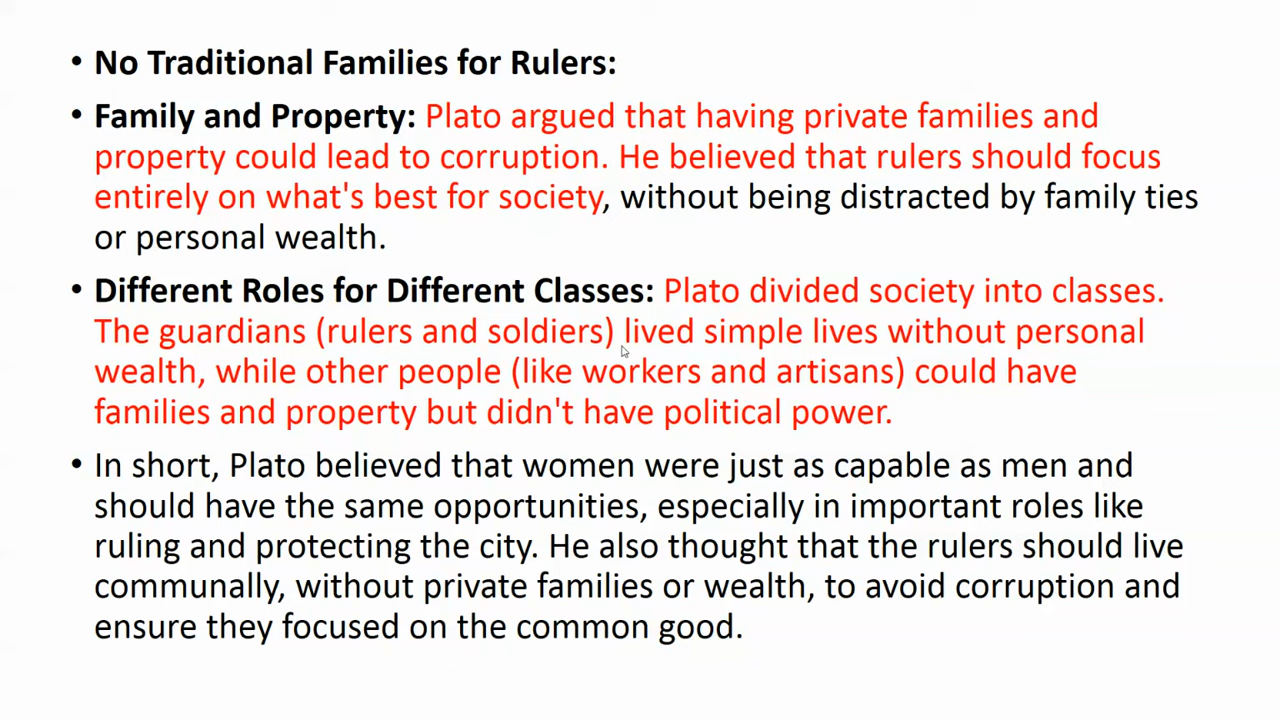 • No Traditional Families for Rulers:
• Family and Property: Plato argued that having private families and
property could lead to corruption. He believed that rulers should focus
entirely on what's best for society, without being distracted by family ties
or personal wealth.
• Different Roles for Different Classes: Plato divided society into classes.
The guardians (rulers and soldiers) lived simple lives without personal
wealth, while other people (like workers and artisans) could have
families and property but didn't have political power.
• In short, Plato believed that women were just as capable as men and
should have the same opportunities, especially in important roles like
ruling and protecting the city. He also thought that the rulers should live
communally, without private families or wealth, to avoid corruption and
ensure they focused on the common good.